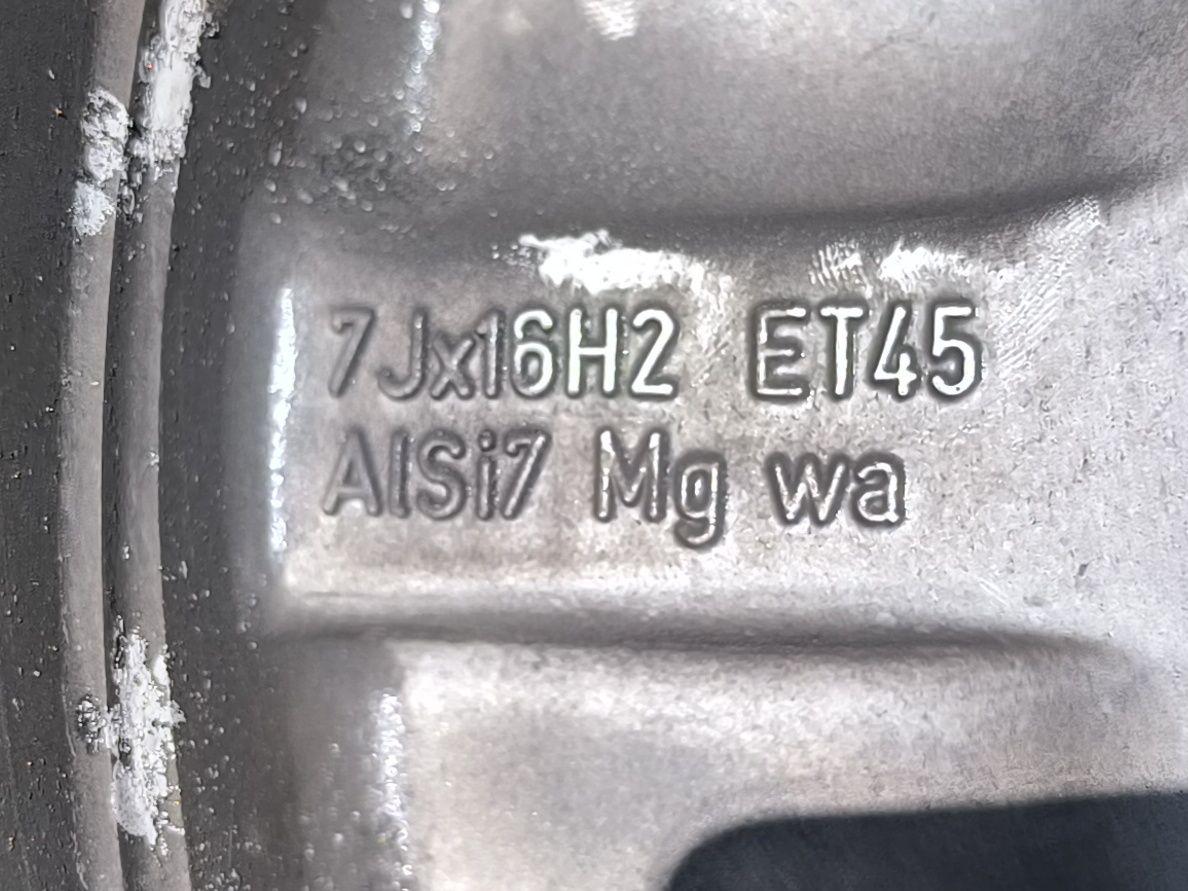 7Jx16H2 ET45
AlSi7 Mg wa